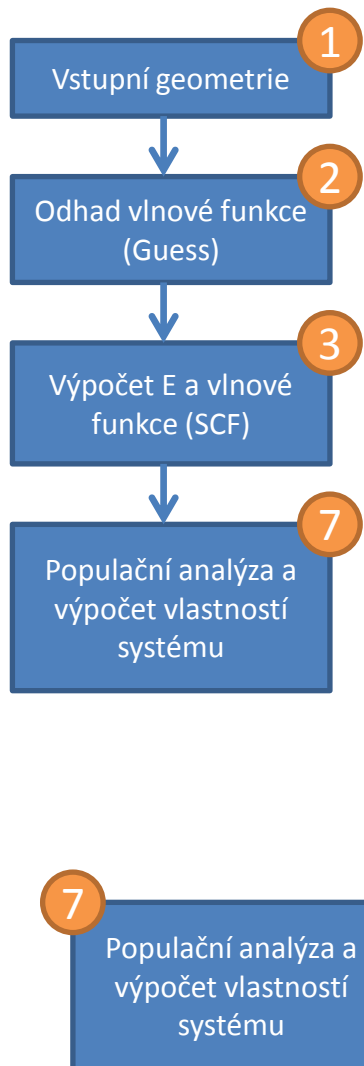 1
Vstupní geometrie
2
Odhad vlnové funkce
(Guess)
3
Výpočet E a vlnové
funkce (SCF)
7
Populační analýza a
výpočet vlastností
systému
7
Populační analýza a
výpočet vlastností
systému